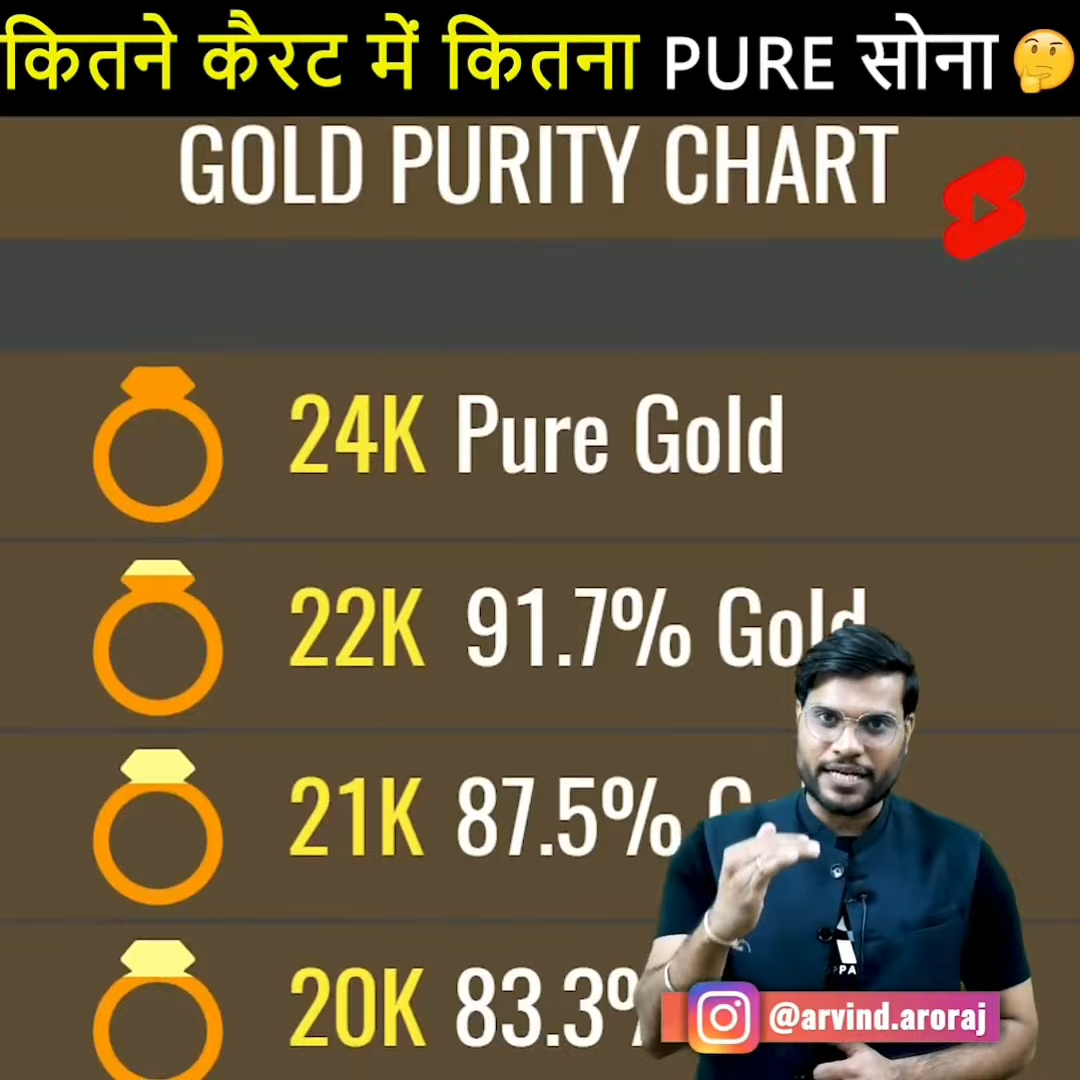 कितने कैरट में कितना PURE सोना
GOLD PURITY CHART
24K Pure Gold
22K 91.7% Gold
21K 87.5%
20K 83.3%
@arvind.aroraj